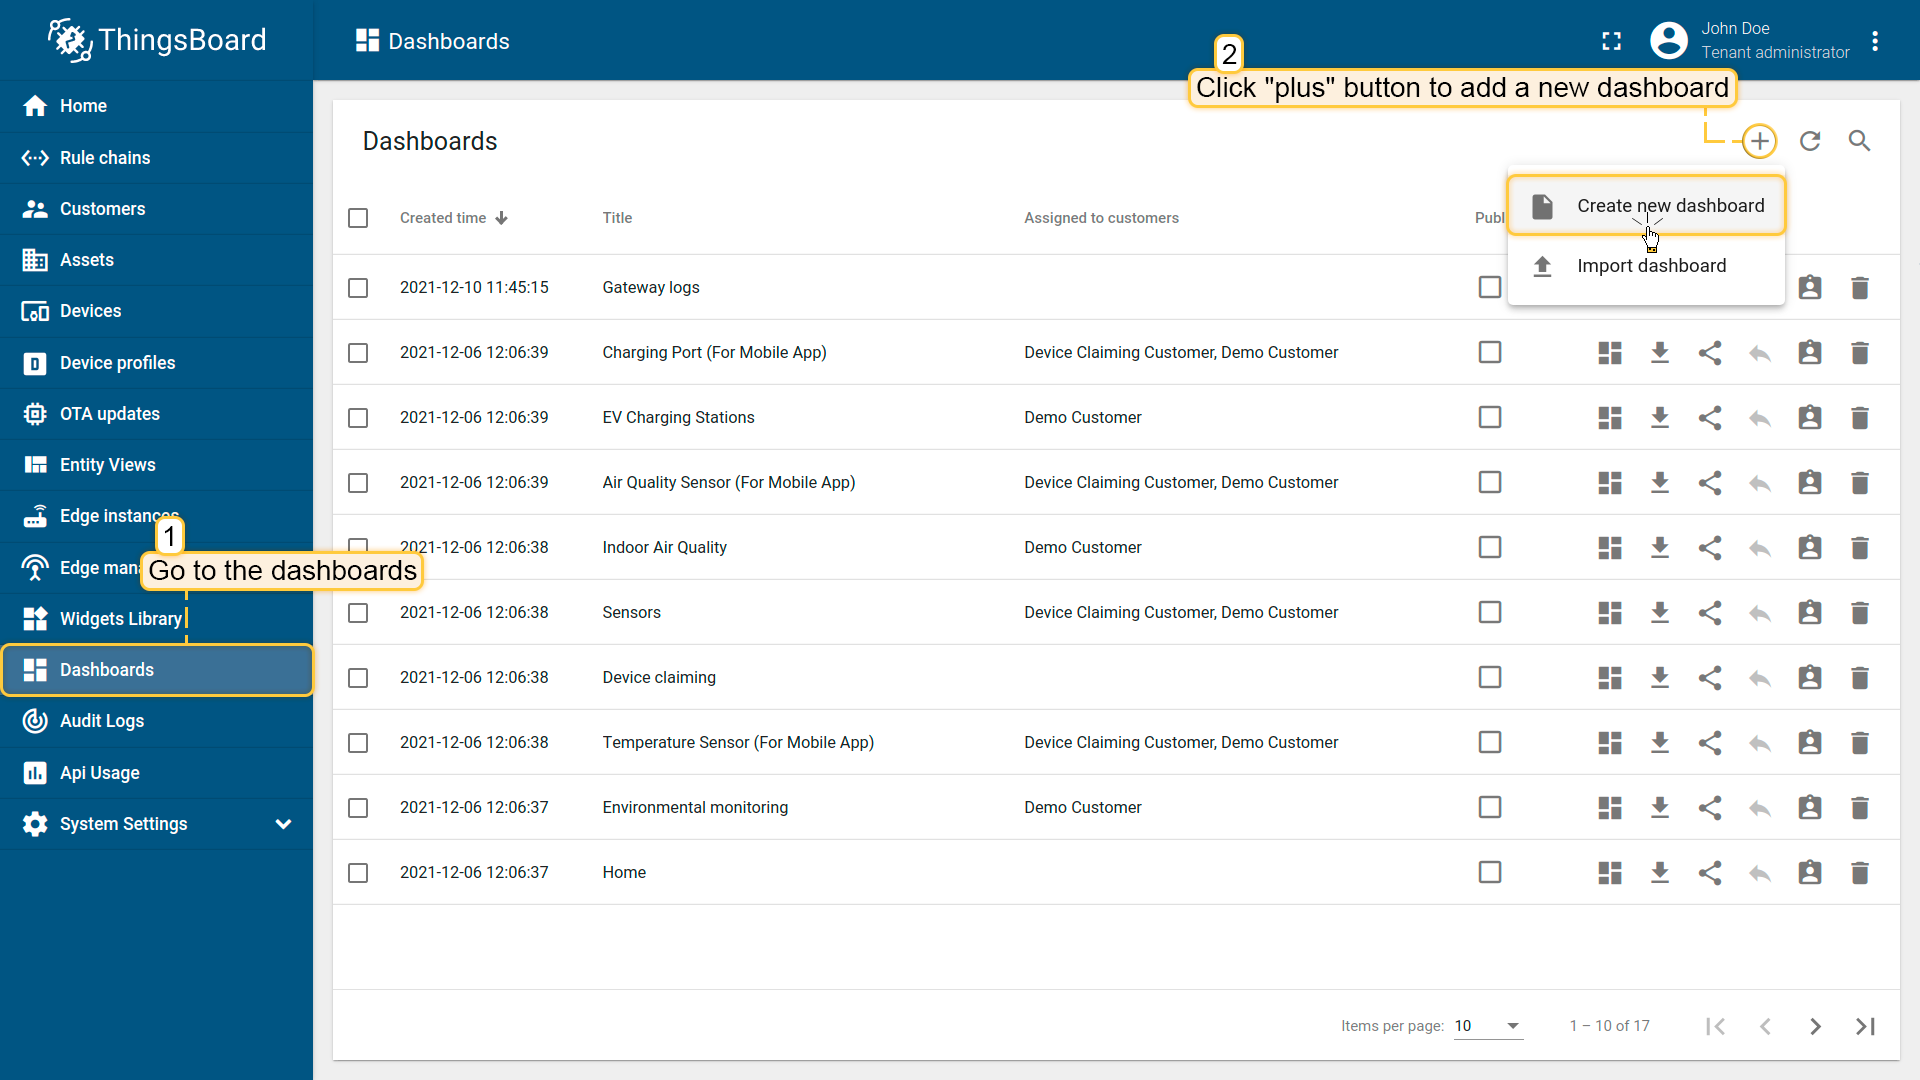 ThingsBoard
Dashboards
John Doe
Tenant administrator
2
Click "plus" button to add a new dashboard
Home
Rule chains
Customers
Assets
Devices
Device profiles
OTA updates
Entity Views
Edge instances
1
Edge mana
Go to the dashboards
Widgets Library
Dashboards
Audit Logs
Api Usage
System Settings
Dashboards
Create new dashboard
Import dashboard
Created time Title Assigned to customers Publ
2021-12-10 11:45:15 Gateway logs
2021-12-06 12:06:39 Charging Port (For Mobile App) Device Claiming Customer, Demo Customer
2021-12-06 12:06:39 EV Charging Stations Demo Customer
2021-12-06 12:06:39 Air Quality Sensor (For Mobile App) Device Claiming Customer, Demo Customer
2021-12-06 12:06:38 Indoor Air Quality Demo Customer
2021-12-06 12:06:38 Sensors Device Claiming Customer, Demo Customer
2021-12-06 12:06:38 Device claiming
2021-12-06 12:06:38 Temperature Sensor (For Mobile App) Device Claiming Customer, Demo Customer
2021-12-06 12:06:37 Environmental monitoring Demo Customer
2021-12-06 12:06:37 Home
Items per page: 10 1 – 10 of 17